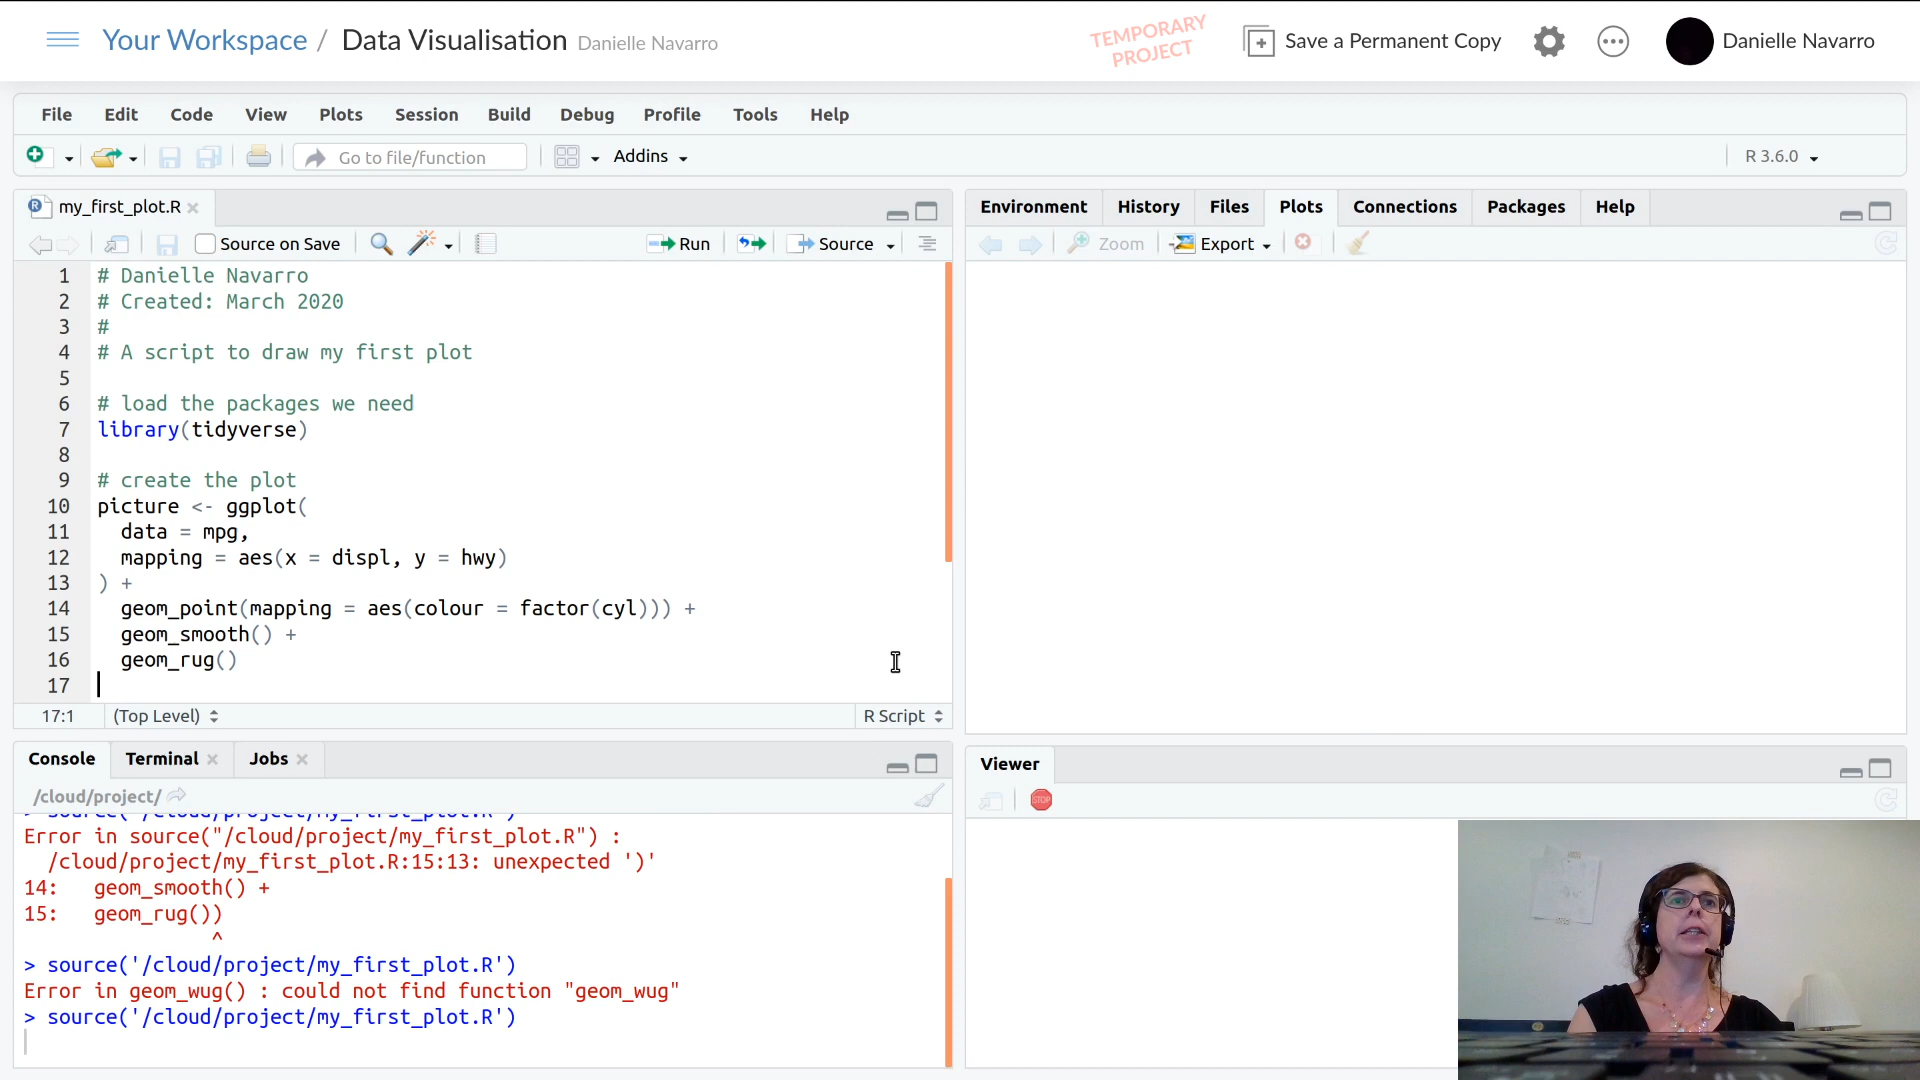 Your Workspace / Data Visualisation Danielle Navarro
TEMPORARY PROJECT
Save a Permanent Copy
Danielle Navarro
File Edit Code View Plots Session Build Debug Profile Tools Help
Go to file/function
Addins
R 3.6.0
my_first_plot.R
Source on Save
Run
Source
1 # Danielle Navarro
2 # Created: March 2020
3 #
4 # A script to draw my first plot
5
6 # load the packages we need
7 library(tidyverse)
8
9 # create the plot
10 picture <- ggplot(
11 data = mpg,
12 mapping = aes(x = displ, y = hwy)
13 ) +
14 geom_point(mapping = aes(colour = factor(cyl))) +
15 geom_smooth() +
16 geom_rug()
17
17:1 (Top Level) R Script
Console Terminal Jobs
/cloud/project/
> source('/cloud/project/my_first_plot.R')
Error in source("/cloud/project/my_first_plot.R") :
/cloud/project/my_first_plot.R:15:13: unexpected ')'
14: geom_smooth() +
15: geom_rug())
^
> source('/cloud/project/my_first_plot.R')
Error in geom_wug() : could not find function "geom_wug"
> source('/cloud/project/my_first_plot.R')
Environment History Files Plots Connections Packages Help
Zoom Export
Viewer
STOP